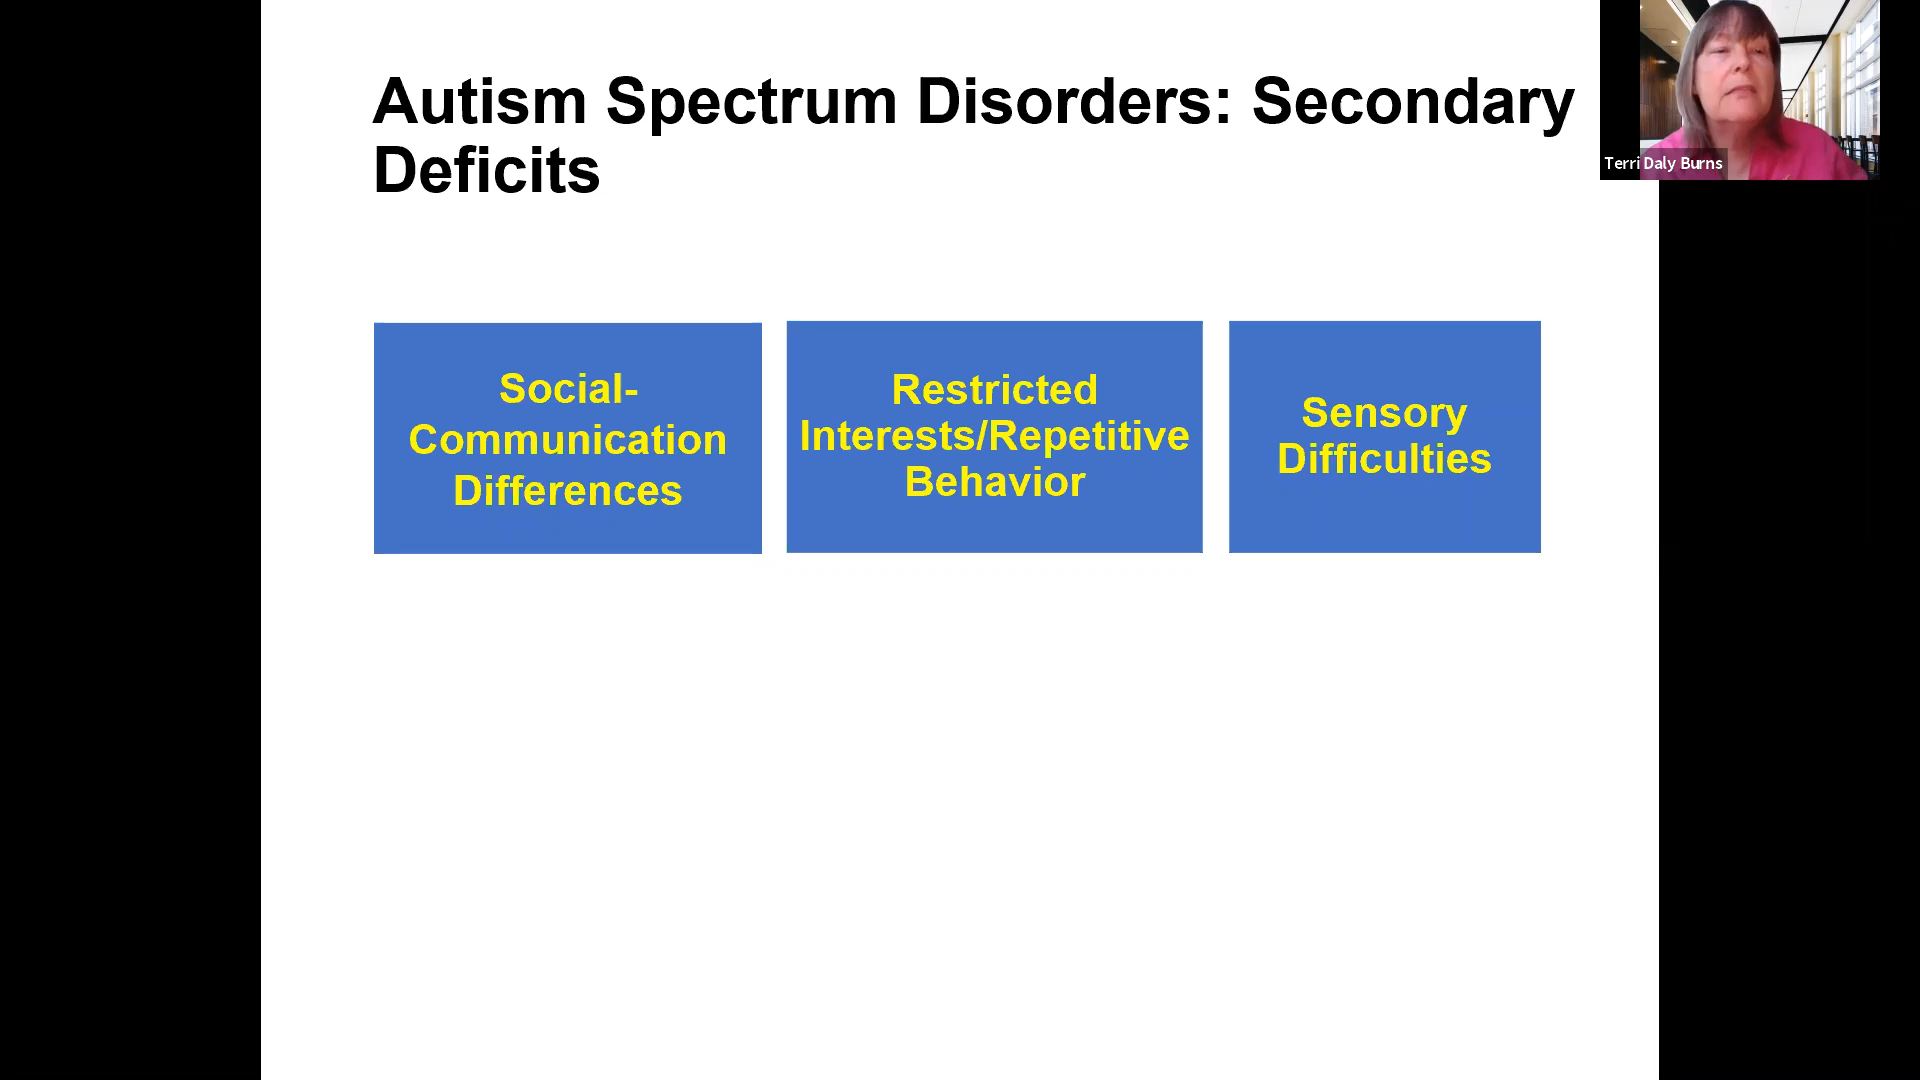 Autism Spectrum Disorders: Secondary
Deficits
Terri Daly Burns
Social-
Communication
Differences
Restricted
Interests/Repetitive
Behavior
Sensory
Difficulties